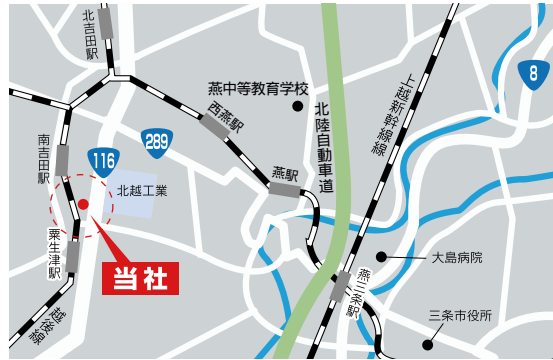 北吉田駅
8
上越新幹線線
燕中等教育学校
西燕駅
北陸自動車道
289
南吉田駅
116
燕駅
北越工業
粟生津駅
大島病院
当社
燕三条駅
越後線
三条市役所